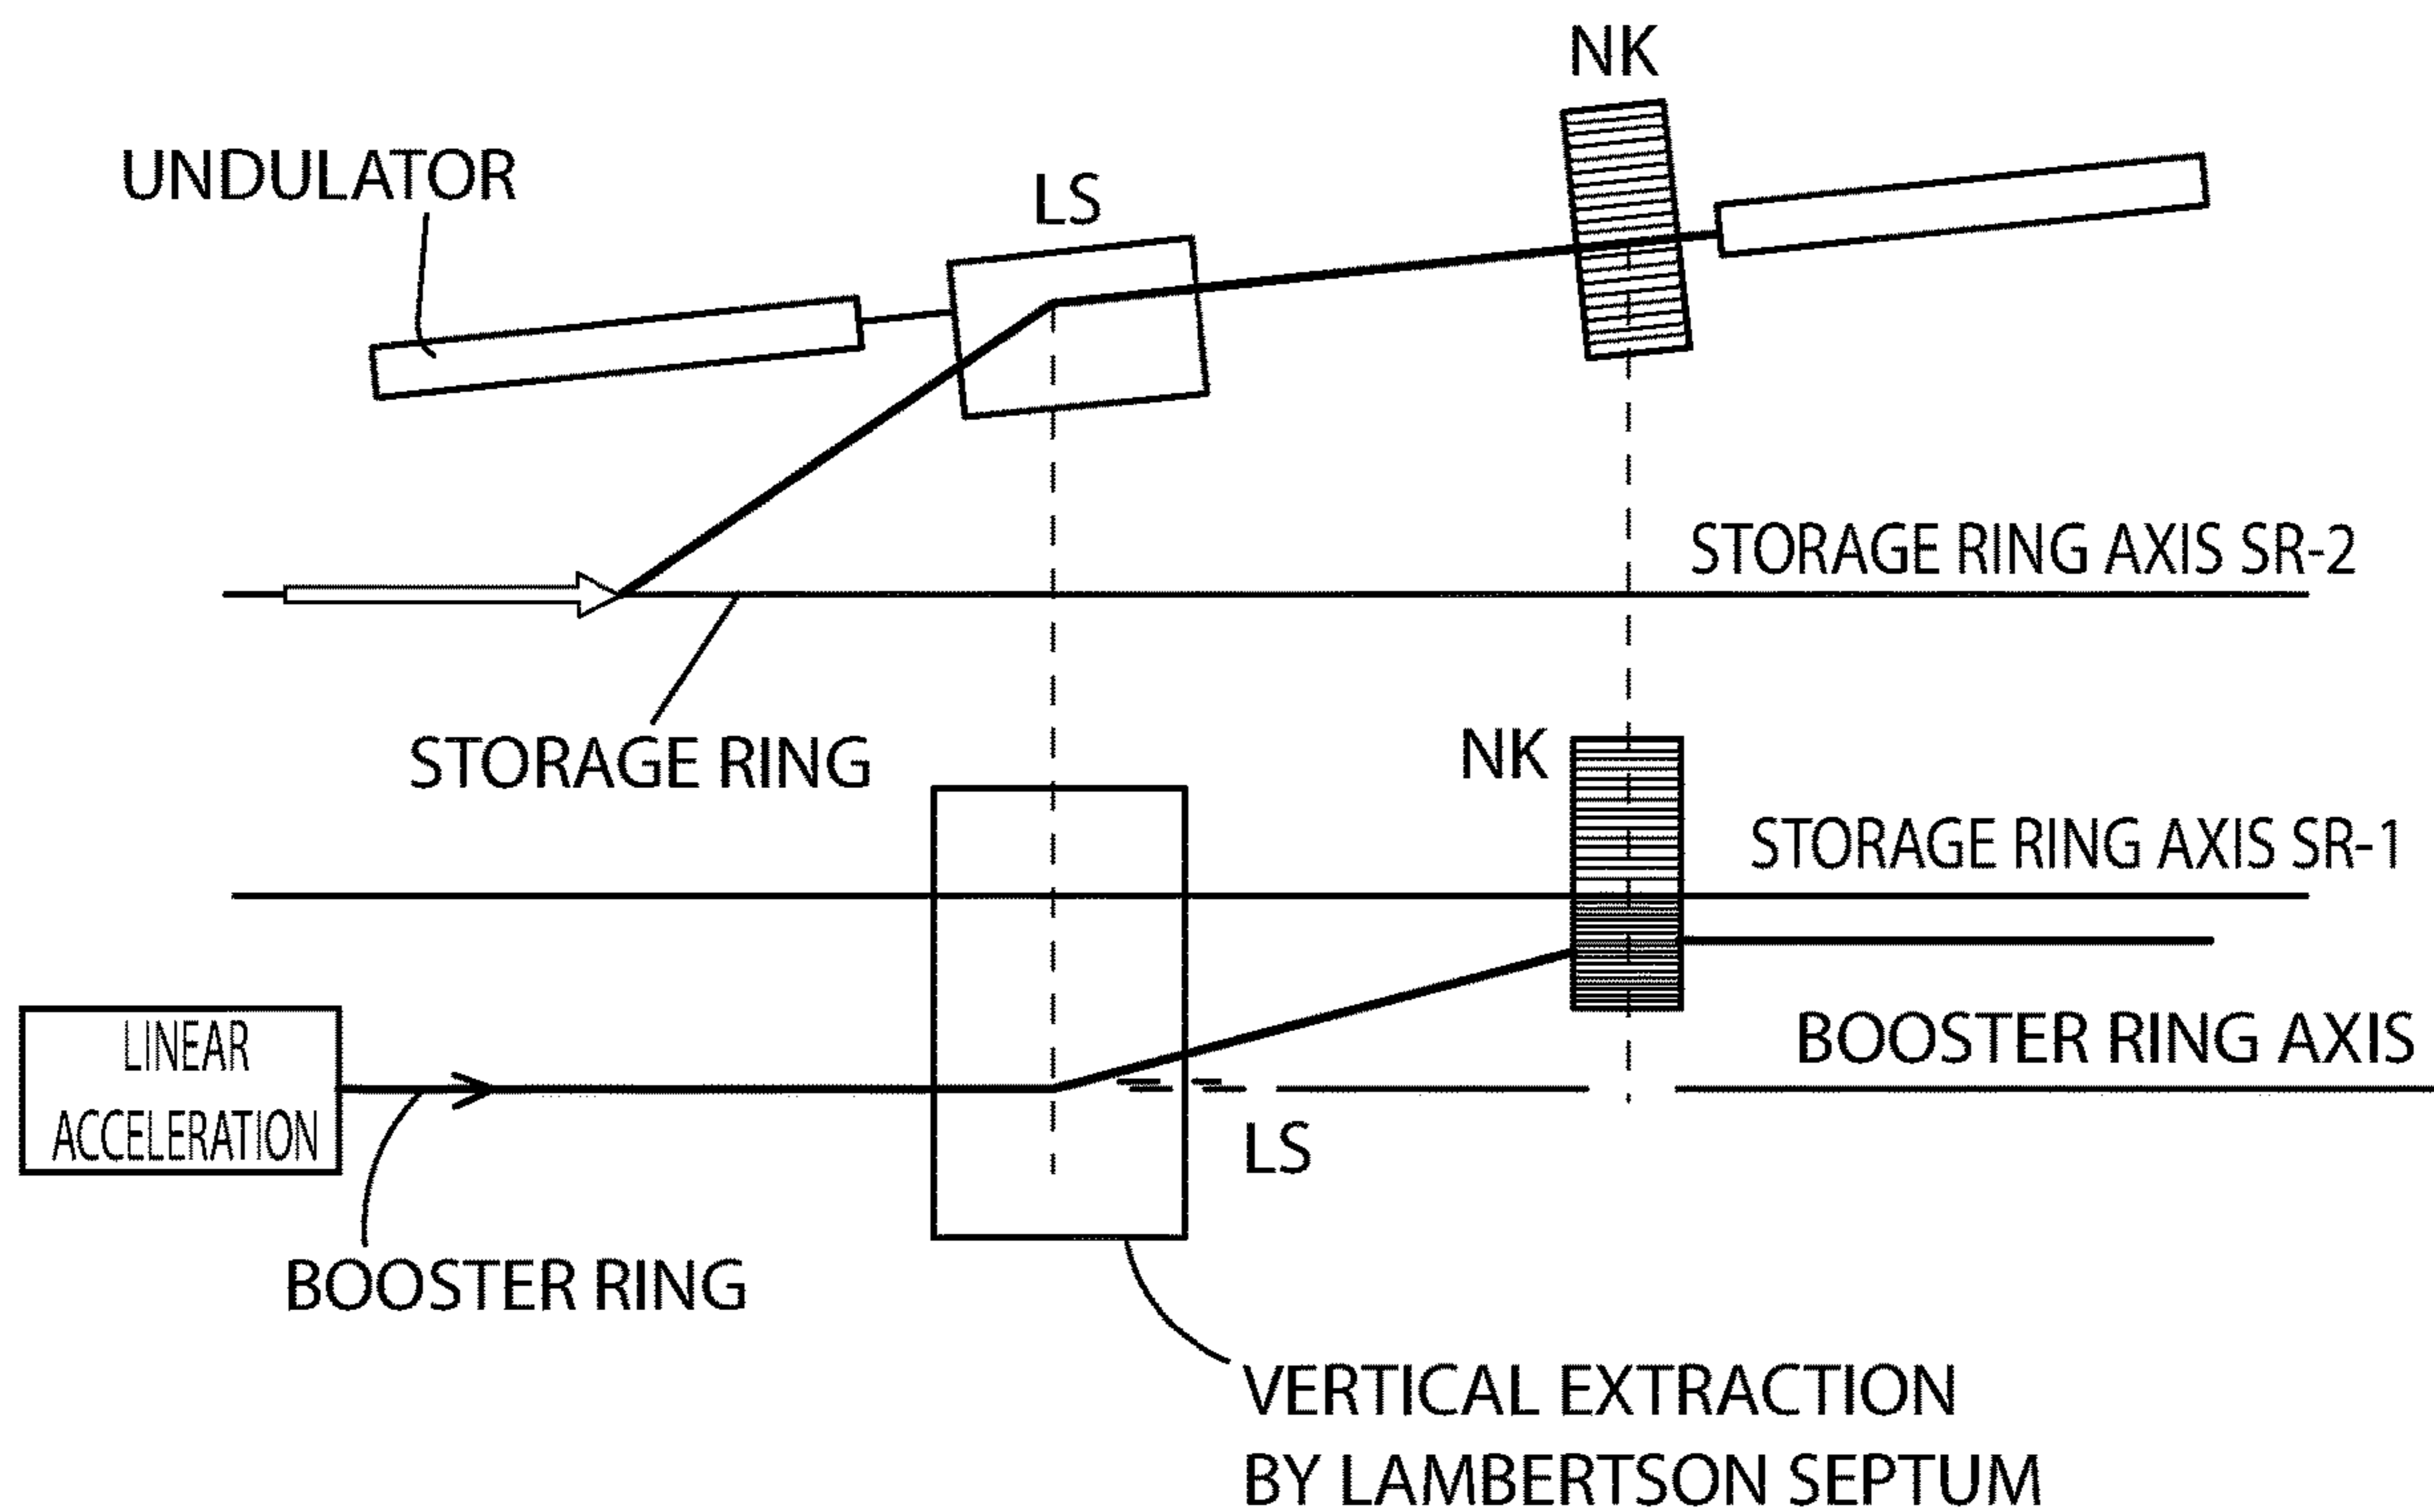 NK
UNDULATOR
LS
STORAGE RING AXIS SR-2
STORAGE RING
NK
STORAGE RING AXIS SR-1
LINEAR
ACCELERATION
BOOSTER RING AXIS
LS
BOOSTER RING
VERTICAL EXTRACTION
BY LAMBERTSON SEPTUM